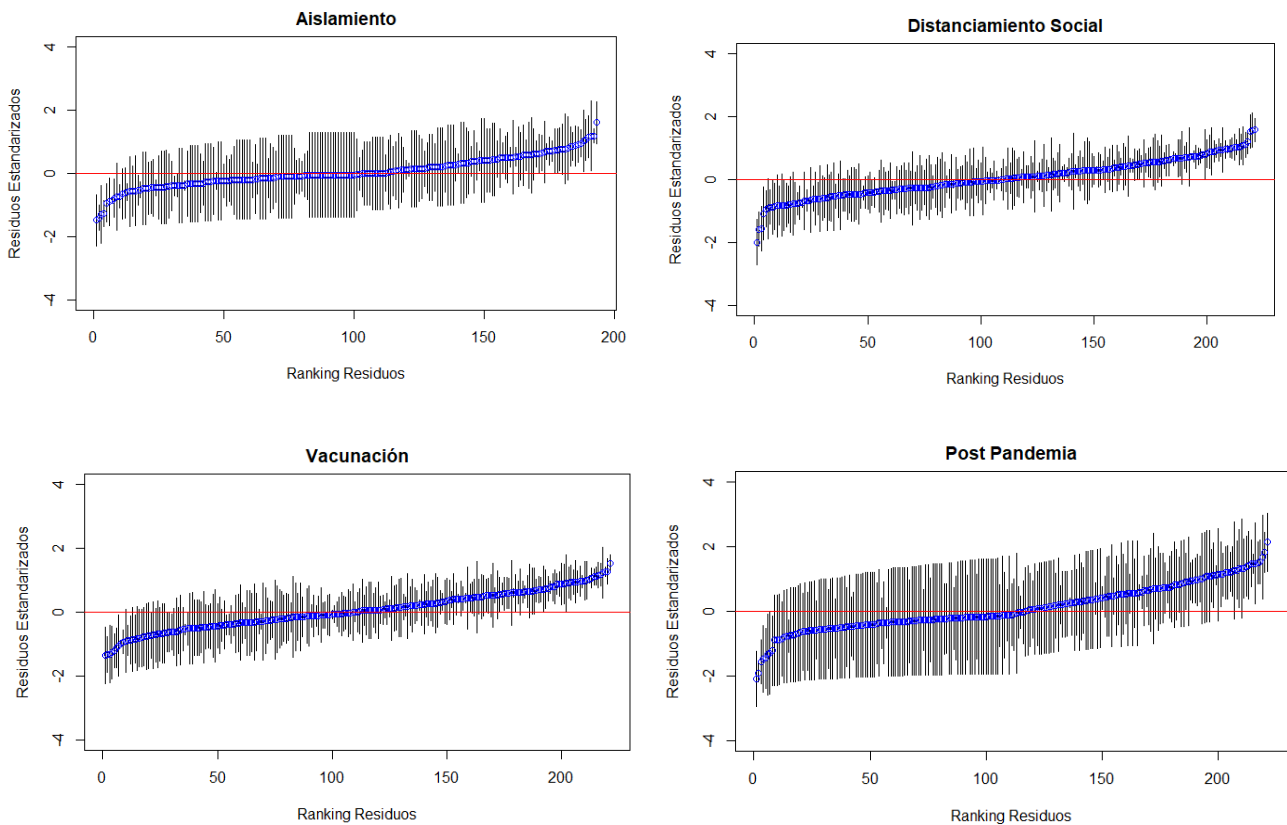 Aislamiento
Residuos Estandarizados
4
2
0
-2
-4
0 50 100 150 200
Ranking Residuos
Distanciamiento Social
Residuos Estandarizados
4
2
0
-2
-4
0 50 100 150 200
Ranking Residuos
Vacunación
Residuos Estandarizados
4
2
0
-2
-4
0 50 100 150 200
Ranking Residuos
Post Pandemia
Residuos Estandarizados
4
2
0
-2
-4
0 50 100 150 200
Ranking Residuos